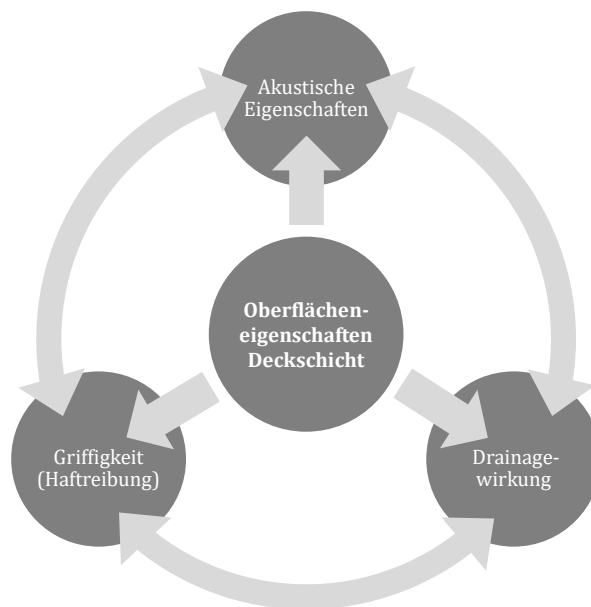 Akustische
Eigenschaften
Oberflächen-
eigenschaften
Deckschicht
Griffigkeit
(Haftreibung)
Drainage-
wirkung